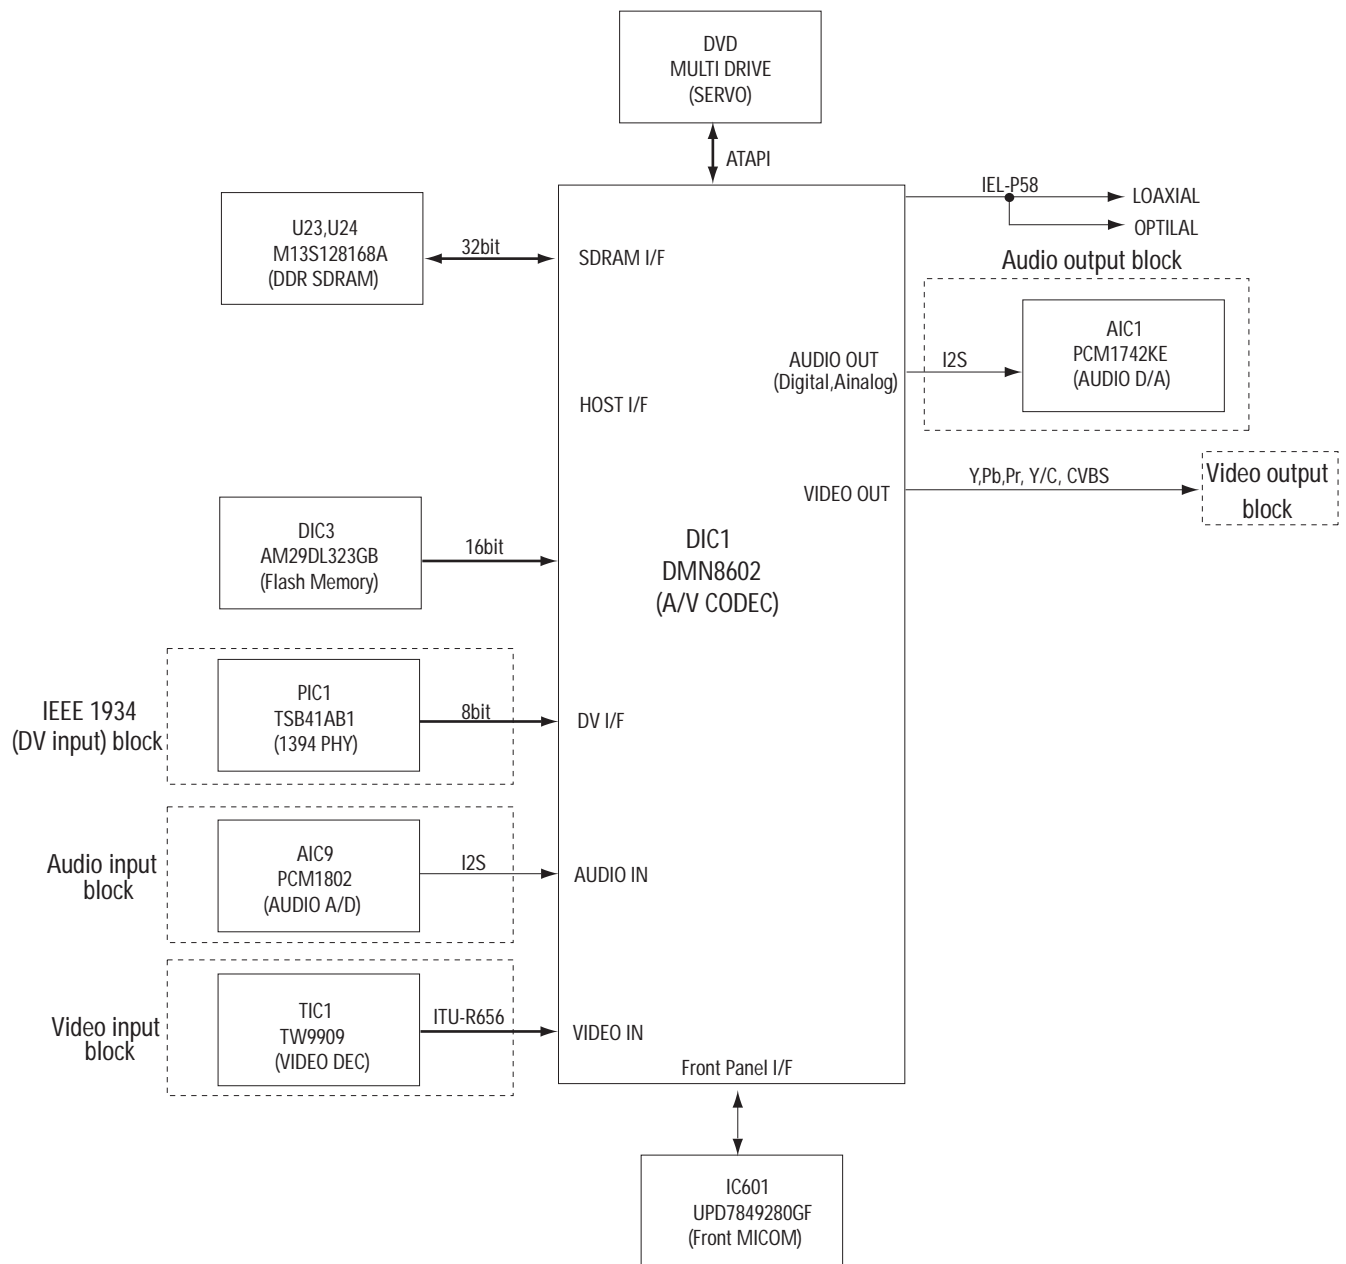 DVD
MULTI DRIVE
(SERVO)
ATAPI
IEL-P58
LOAXIAL
OPTILAL
U23,U24
M13S128168A
(DDR SDRAM)
32bit
SDRAM I/F
Audio output block
AIC1
PCM1742KE
(AUDIO D/A)
AUDIO OUT
(Digital,Ainalog)
I2S
HOST I/F
VIDEO OUT
Y,Pb,Pr, Y/C, CVBS
Video output
block
DIC3
AM29DL323GB
(Flash Memory)
16bit
DIC1
DMN8602
(A/V CODEC)
IEEE 1934
(DV input) block
PIC1
TSB41AB1
(1394 PHY)
8bit
DV I/F
Audio input
block
AIC9
PCM1802
(AUDIO A/D)
I2S
AUDIO IN
Video input
block
TIC1
TW9909
(VIDEO DEC)
ITU-R656
VIDEO IN
Front Panel I/F
IC601
UPD7849280GF
(Front MICOM)